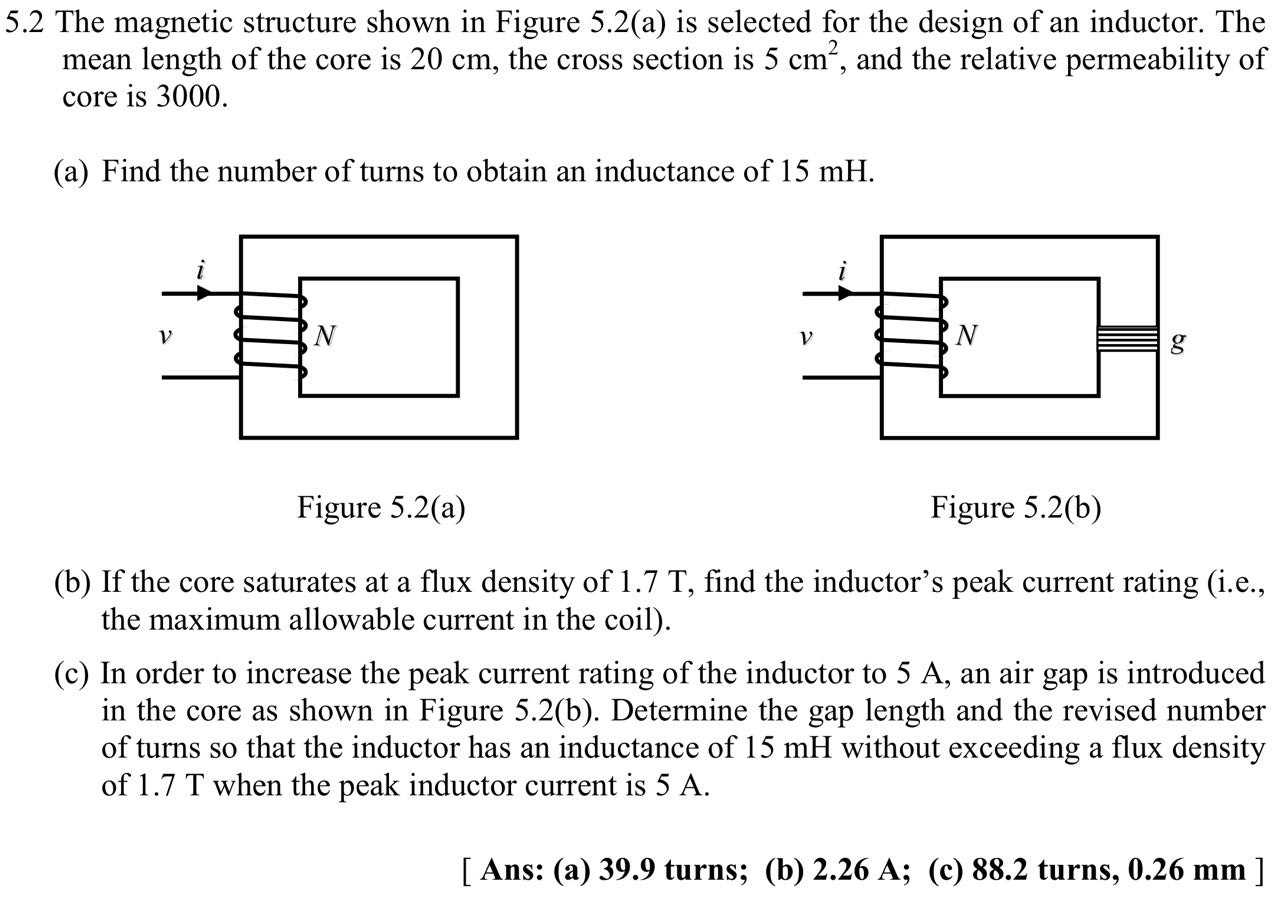 5.2 The magnetic structure shown in Figure 5.2(a) is selected for the design of an inductor. The
mean length of the core is 20 cm, the cross section is 5 cm², and the relative permeability of
core is 3000.
(a) Find the number of turns to obtain an inductance of 15 mH.
i
v
N
i
v
N
g
Figure 5.2(a)
Figure 5.2(b)
(b) If the core saturates at a flux density of 1.7 T, find the inductor's peak current rating (i.e.,
the maximum allowable current in the coil).
(c) In order to increase the peak current rating of the inductor to 5 A, an air gap is introduced
in the core as shown in Figure 5.2(b). Determine the gap length and the revised number
of turns so that the inductor has an inductance of 15 mH without exceeding a flux density
of 1.7 T when the peak inductor current is 5 A.
[ Ans: (a) 39.9 turns; (b) 2.26 A; (c) 88.2 turns, 0.26 mm ]